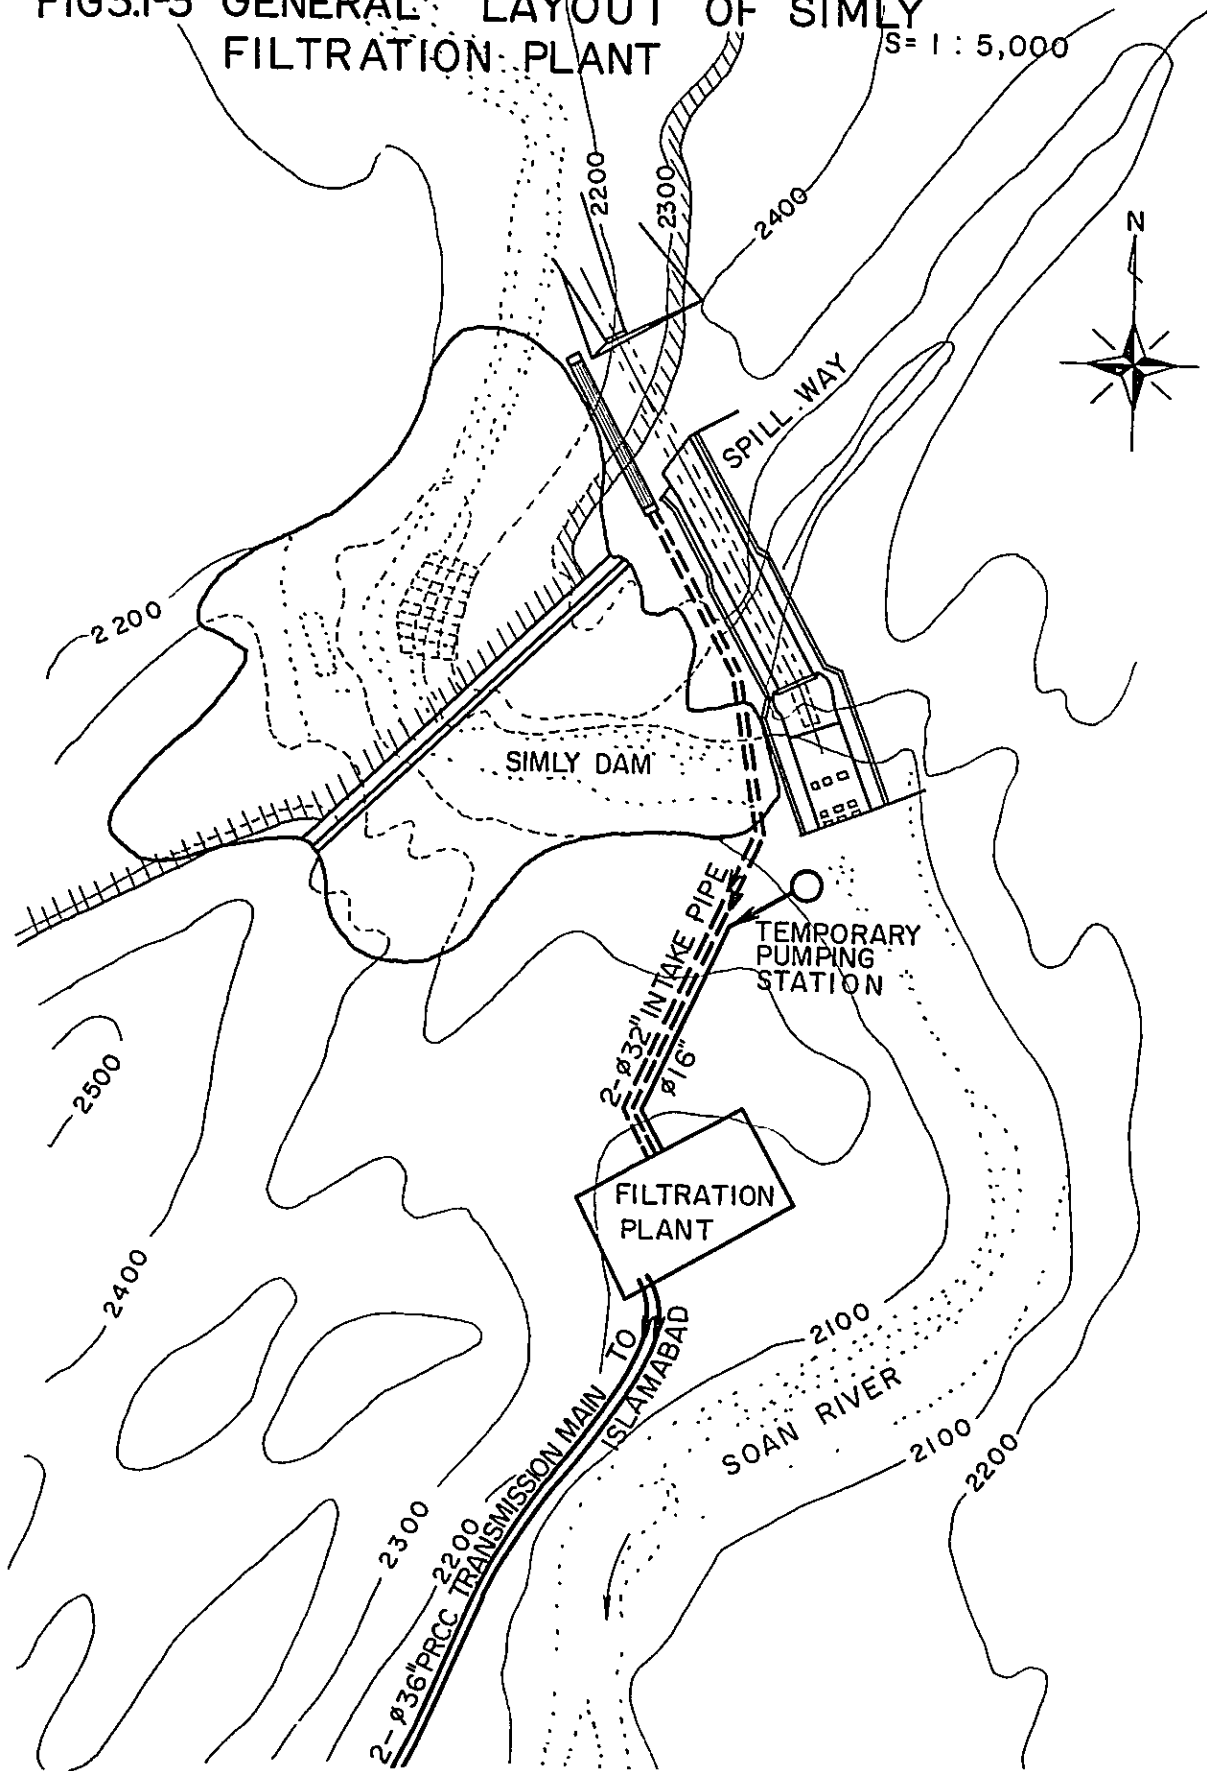 FIG3.1-3 GENERAL LAYOUT OF SIMLY
FILTRATION PLANT
S= 1 : 5,000
2200
2300
2400
N
SPILL WAY
2200
SIMLY DAM
2-ø32" INTAKE PIPE
ø16"
TEMPORARY
PUMPING
STATION
2500
FILTRATION
PLANT
2400
2100
SOAN RIVER
2100
2200
2300
2200
2-ø36" PRCC TRANSMISSION MAIN TO
ISLAMABAD